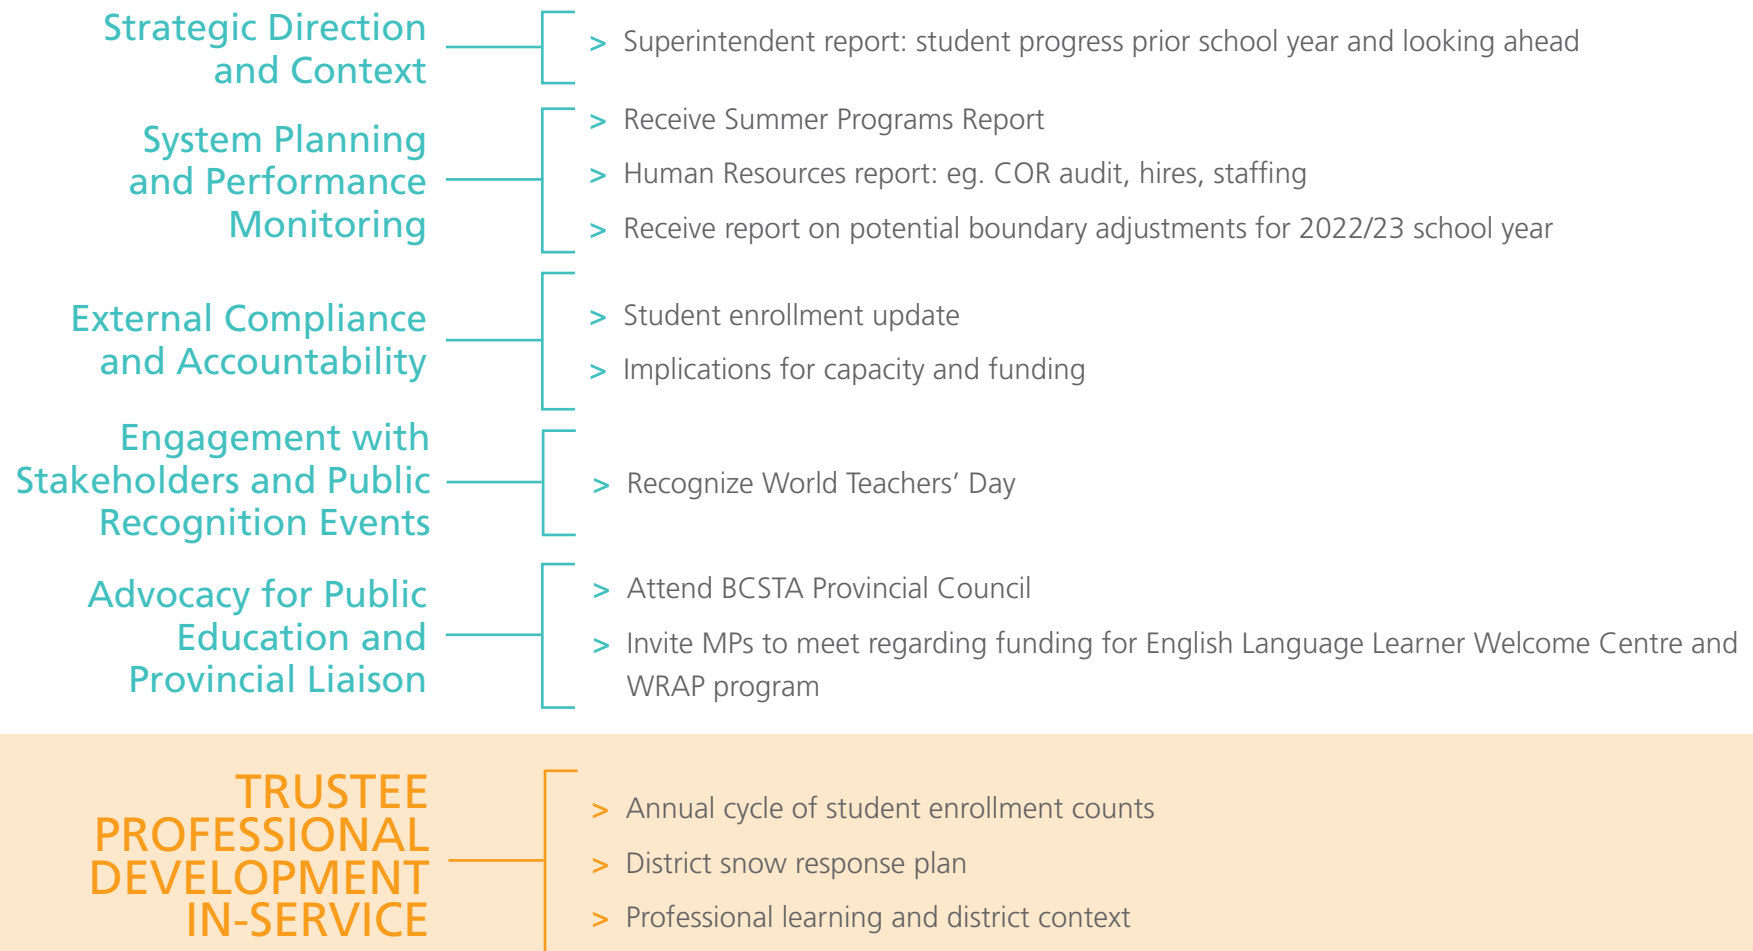 Strategic Direction
and Context
> Superintendent report: student progress prior school year and looking ahead
System Planning
and Performance
Monitoring
> Receive Summer Programs Report
> Human Resources report: eg. COR audit, hires, staffing
> Receive report on potential boundary adjustments for 2022/23 school year
External Compliance
and Accountability
> Student enrollment update
> Implications for capacity and funding
Engagement with
Stakeholders and Public
Recognition Events
> Recognize World Teachers’ Day
Advocacy for Public
Education and
Provincial Liaison
> Attend BCSTA Provincial Council
> Invite MPs to meet regarding funding for English Language Learner Welcome Centre and
WRAP program
TRUSTEE
PROFESSIONAL
DEVELOPMENT
IN-SERVICE
> Annual cycle of student enrollment counts
> District snow response plan
> Professional learning and district context